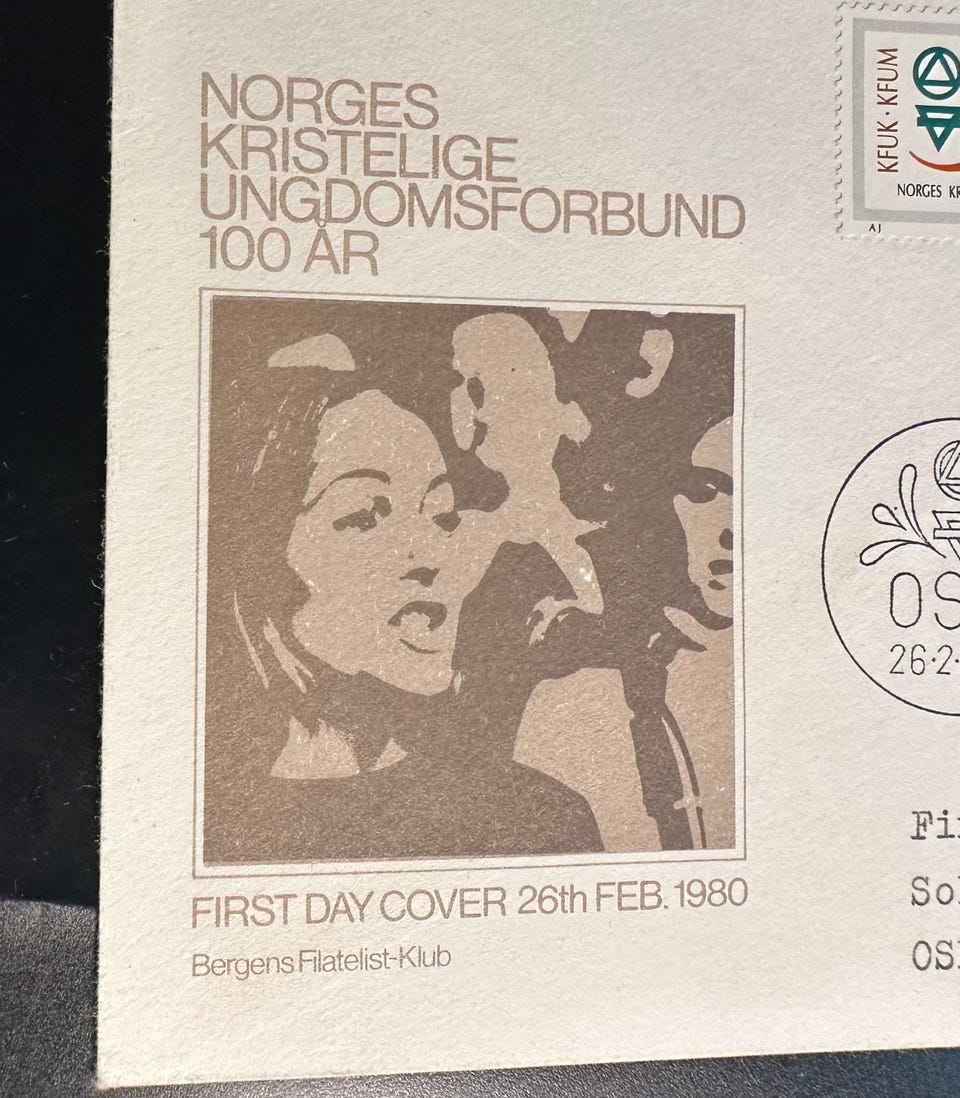 NORGES
KRISTELIGE
UNGDOMSFORBUND
100 ÅR
KFUK · KFUM
NORGES
AJ
26·2·
FIRST DAY COVER 26th FEB. 1980
Bergens Filatelist-Klub